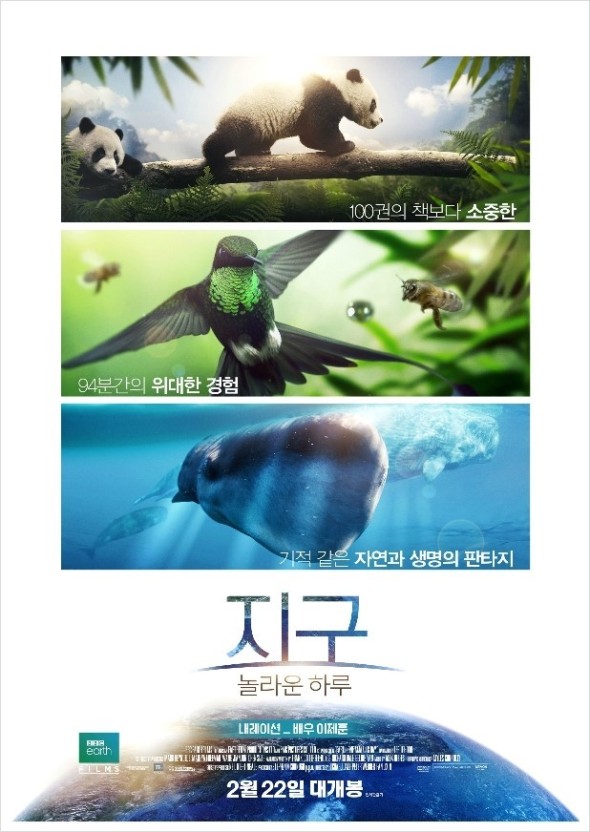 100권의 책보다 소중한
94분간의 위대한 경험
기적 같은 자연과 생명의 판타지
지구
놀라운 하루
내레이션 _ 배우 이제훈
BBC
earth
FILMS
2월 22일 대개봉